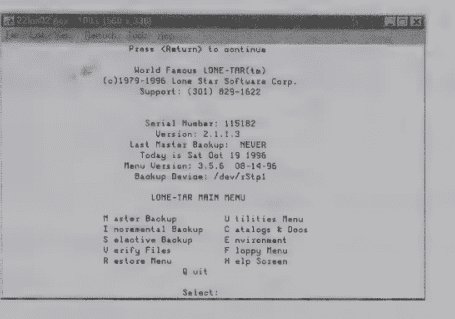 Press (Return) to continue
World Famous LONE-TAR(tm)
(c)1979-1996 Lone Star Software Corp.
Support: (301) 829-1622
Serial Number: 115182
Version: 2.1.1.3
Last Master Backup: NEVER
Today is Sat Oct 19 1996
Menu Version: 3.5.6 08-14-96
Backup Device: /dev/rStp1
LONE-TAR MAIN MENU
M aster Backup U tilities Menu
I ncremental Backup C atalogs & Docs
S elective Backup E nvironment
V erify Files F loppy Menu
R estore Menu H elp Screen
Q uit
Select: